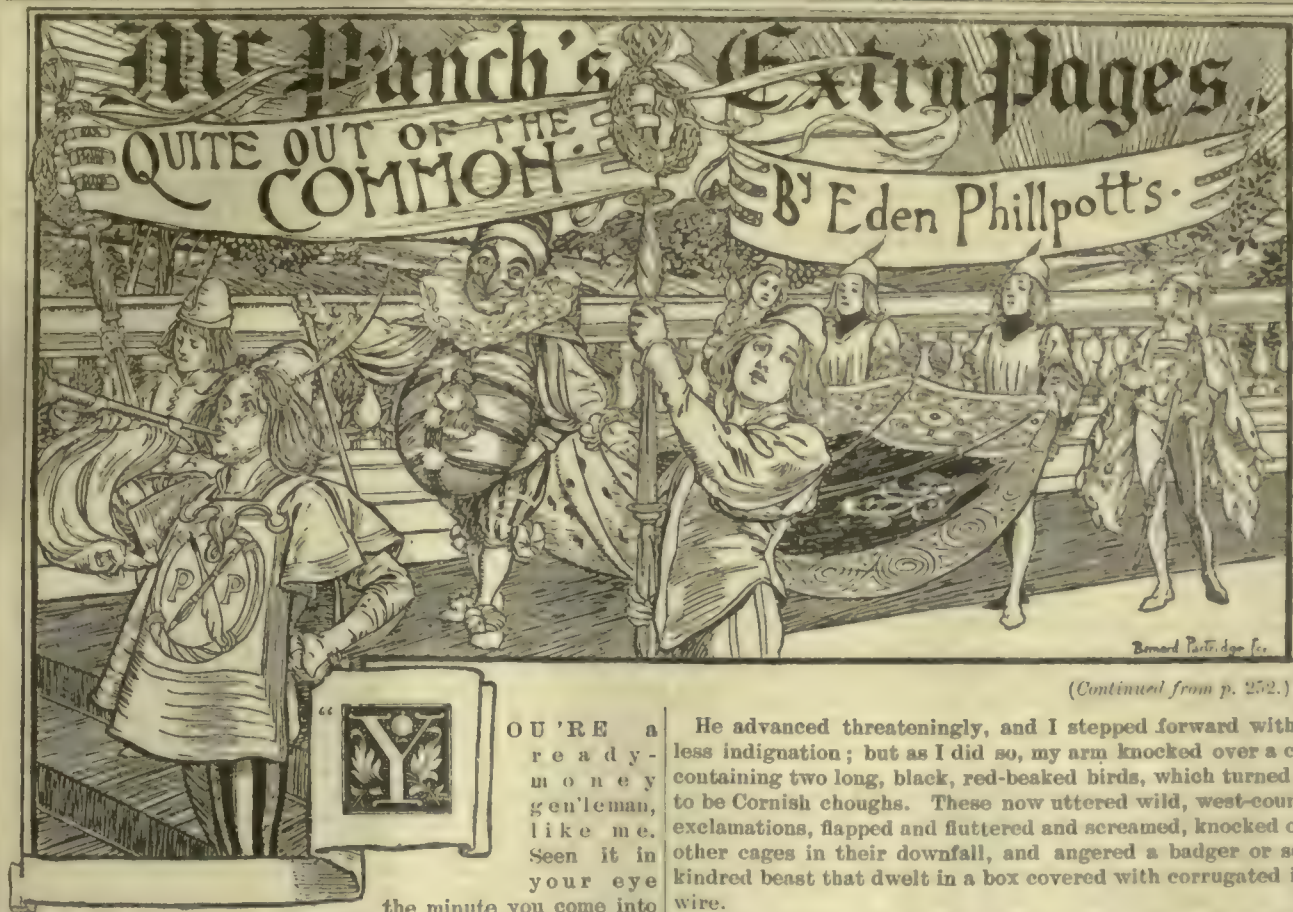 Mr Punch's Extra Pages.
QUITE OUT OF THE
COMMON.
By Eden Phillpotts.
P P
Bernard Partridge
(Continued from p. 252.)
"YOU'RE a
ready-
money
gen'leman,
like me.
Seen it in
your eye
the minute you come into
He advanced threateningly, and I stepped forward with
less indignation; but as I did so, my arm knocked over a c
containing two long, black, red-beaked birds, which turned
to be Cornish choughs. These now uttered wild, west-coun
exclamations, flapped and fluttered and screamed, knocked o
other cages in their downfall, and angered a badger or s
kindred beast that dwelt in a box covered with corrugated i
wire.